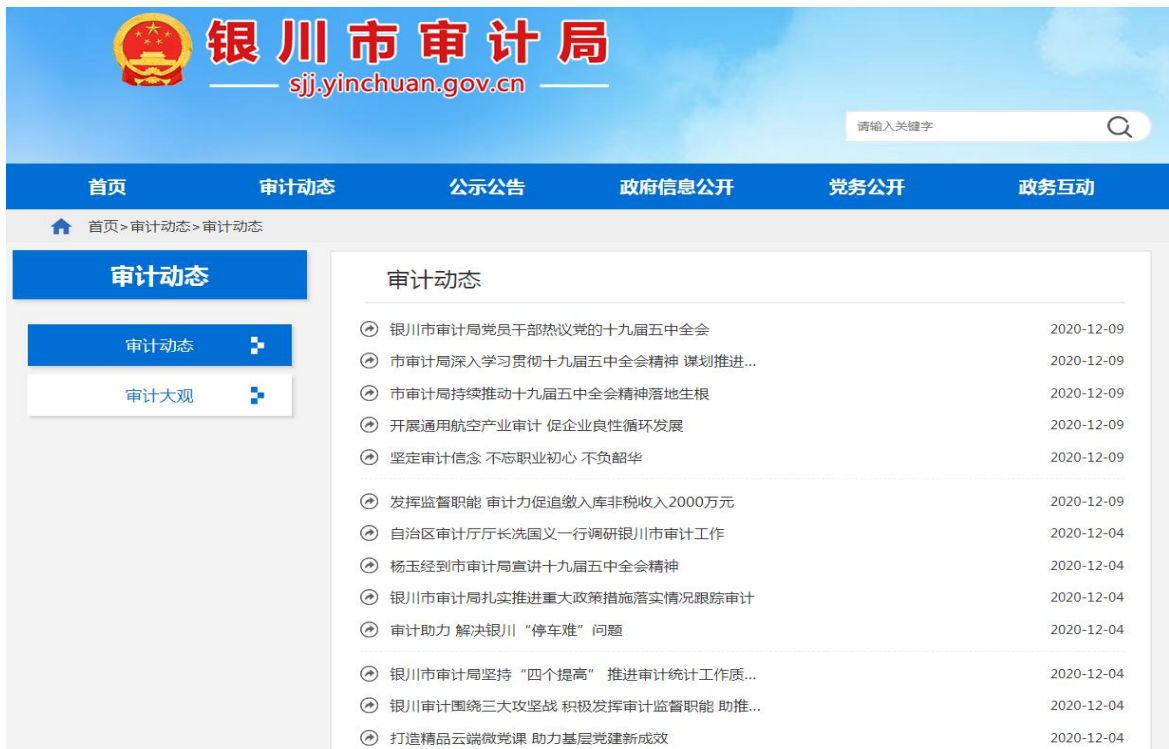 银川市审计局
sjj.yinchuan.gov.cn
请输入关键字
首页 审计动态 公示公告 政府信息公开 党务公开 政务互动
首页>审计动态>审计动态
审计动态
审计动态
审计大观
审计动态
银川市审计局党员干部热议党的十九届五中全会 2020-12-09
市审计局深入学习贯彻十九届五中全会精神 谋划推进... 2020-12-09
市审计局持续推动十九届五中全会精神落地生根 2020-12-09
开展通用航空产业审计 促企业良性循环发展 2020-12-09
坚定审计信念 不忘职业初心 不负韶华 2020-12-09
发挥监督职能 审计力促追缴入库非税收入2000万元 2020-12-09
自治区审计厅厅长冼国义一行调研银川市审计工作 2020-12-04
杨玉经到市审计局宣讲十九届五中全会精神 2020-12-04
银川市审计局扎实推进重大政策措施落实情况跟踪审计 2020-12-04
审计助力 解决银川“停车难”问题 2020-12-04
银川市审计局坚持“四个提高” 推进审计统计工作质... 2020-12-04
银川审计围绕三大攻坚战 积极发挥审计监督职能 助推... 2020-12-04
打造精品云端微党课 助力基层党建新成效 2020-12-04